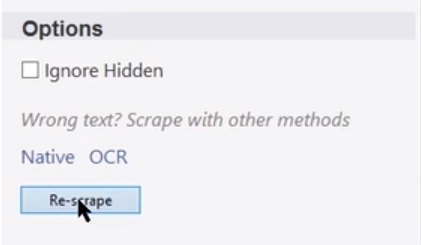 Options
Ignore Hidden
Wrong text? Scrape with other methods
Native OCR
Re-scrape